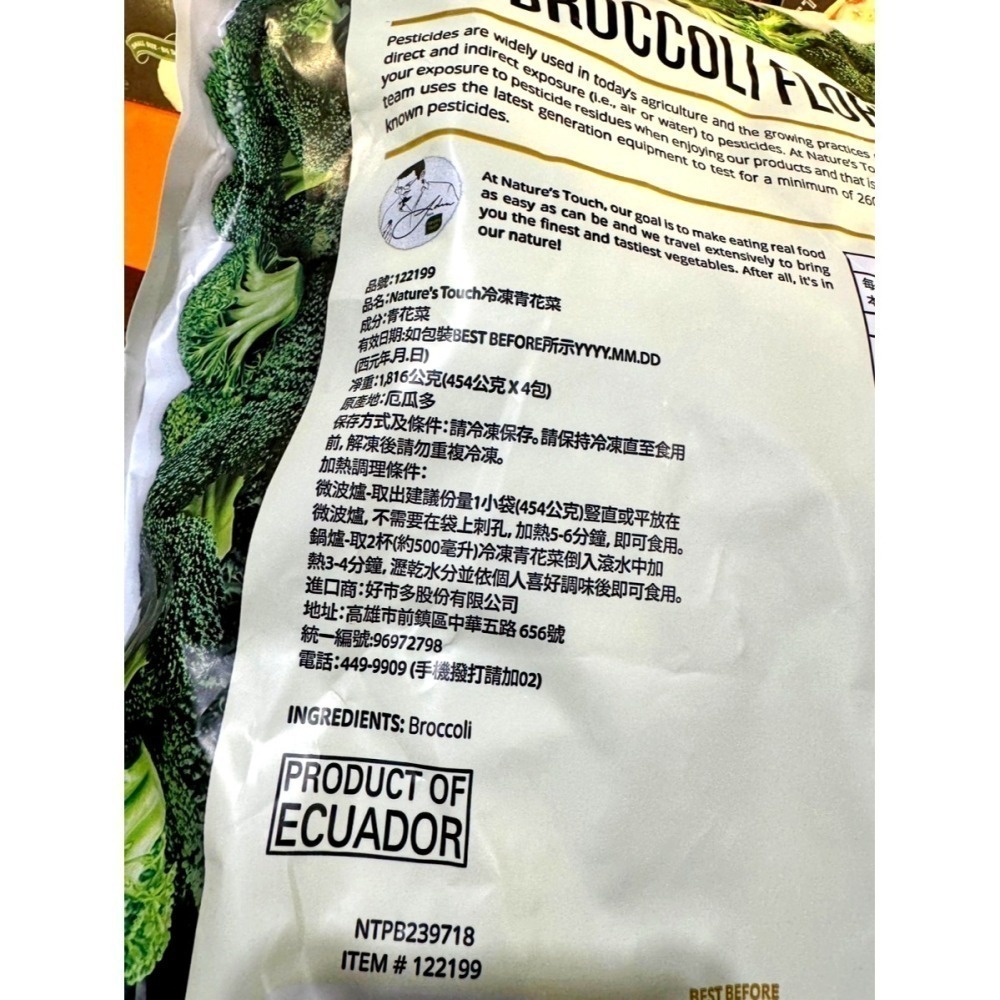 BROCCOLI
Pesticides are widely used in today's agriculture and the growing practices
direct and indirect exposure (i.e., air or water) to pesticides. At Nature's
your exposure to pesticide residues when enjoying our products and that is
team uses the latest generation equipment to test for a minimum of
known pesticides.
At Nature's Touch, our goal is to make eating real food
as easy as can be and we travel extensively to bring
you the finest and tastiest vegetables. After all, it's in
our nature!
每
品號:122199
品名:Nature's Touch冷凍青花菜
成分:青花菜
有效日期:如包裝BEST BEFORE所示YYYY.MM.DD
(西元年.月.日)
淨重:1,816公克(454公克 X 4包)
原產地:厄瓜多
保存方式及條件:請冷凍保存。請保持冷凍直至食用
前, 解凍後請勿重複冷凍。
加熱調理條件:
微波爐-取出建議份量1小袋(454公克)豎直或平放在
微波爐, 不需要在袋上刺孔, 加熱5-6分鐘, 即可食用。
鍋爐-取2杯(約500毫升)冷凍青花菜倒入滾水中加
熱3-4分鐘, 瀝乾水分並依個人喜好調味後即可食用。
進口商:好市多股份有限公司
地址:高雄市前鎮區中華五路 656號
統一編號:96972798
電話:449-9909 (手機撥打請加02)
INGREDIENTS: Broccoli
PRODUCT OF
ECUADOR
NTPB239718
ITEM # 122199
BEST BEFORE